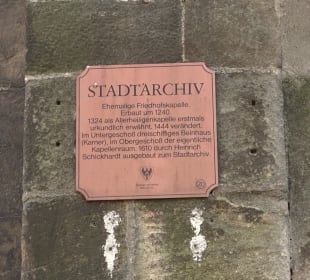 STADTARCHIV
Ehemalige Friedhofskapelle.
Erbaut um 1240.
1324 als Allerheiligenkapelle erstmals
urkundlich erwähnt, 1444 verändert.
Im Untergeschoß dreischiffiges Beinhaus
(Karner), im Obergeschoß der eigentliche
Kapellenraum. 1610 durch Heinrich
Schickhardt ausgebaut zum Stadtarchiv.